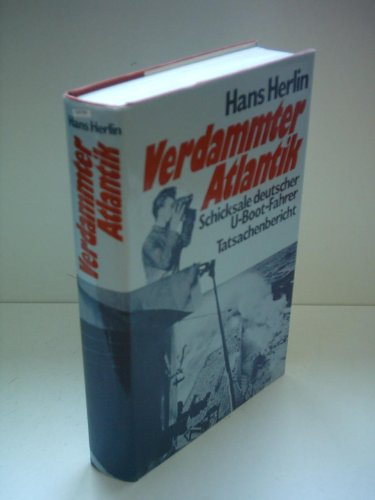 Hans Herlin
Verdammter
Atlantik
Schicksale deutscher
U-Boot-Fahrer
Tatsachenbericht
Hans Herlin
Verdammter
Atlantik